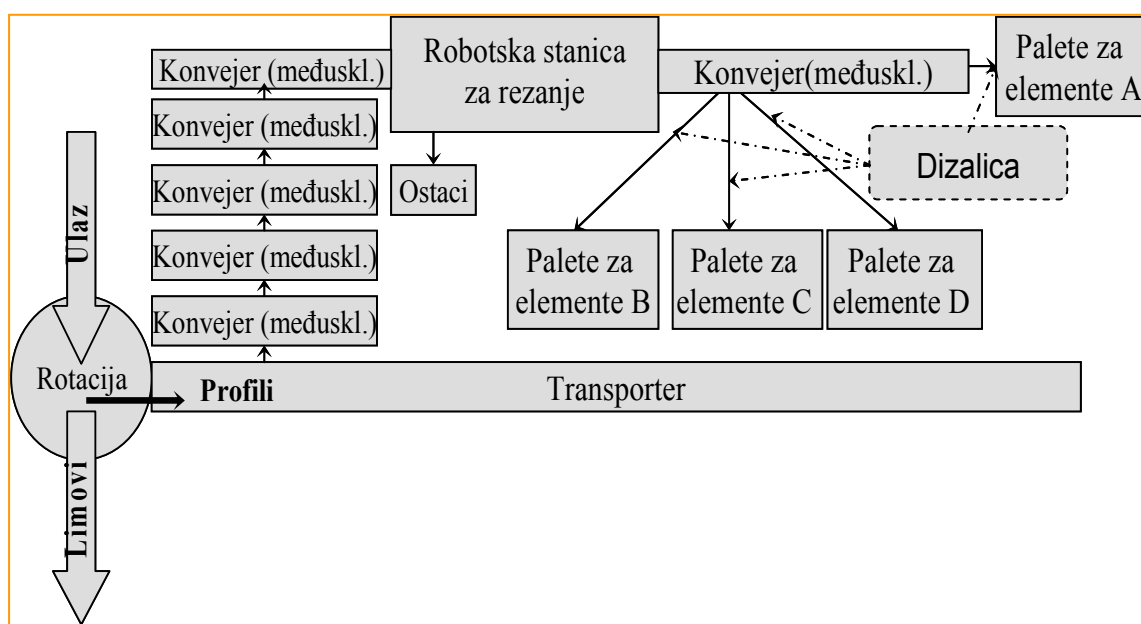 Konvejer (međuskl.)
Robotska stanica
za rezanje
Konvejer(međuskl.)
Palete za
elemente A
Konvejer (međuskl.)
Konvejer (međuskl.)
Ostaci
Dizalica
Ulaz
Konvejer (međuskl.)
Palete za
elemente B
Palete za
elemente C
Palete za
elemente D
Konvejer (međuskl.)
Rotacija
Profili
Transporter
Limovi